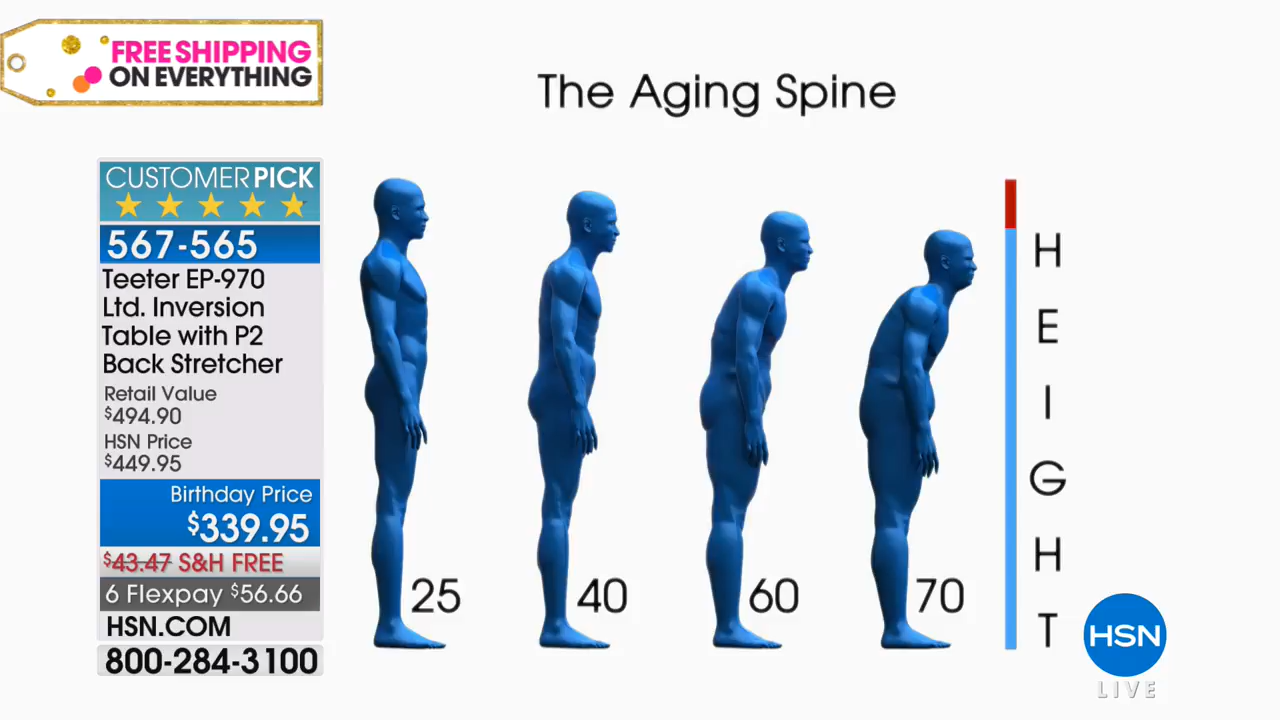 FREE SHIPPING
ON EVERYTHING
The Aging Spine
CUSTOMER PICK
567-565
Teeter EP-970
Ltd. Inversion
Table with P2
Back Stretcher
Retail Value
$494.90
HSN Price
$449.95
Birthday Price
$339.95
$43.47 S&H FREE
6 Flexpay $56.66
HSN.COM
800-284-3100
25
40
60
70
H
E
I
G
H
T
HSN
LIVE